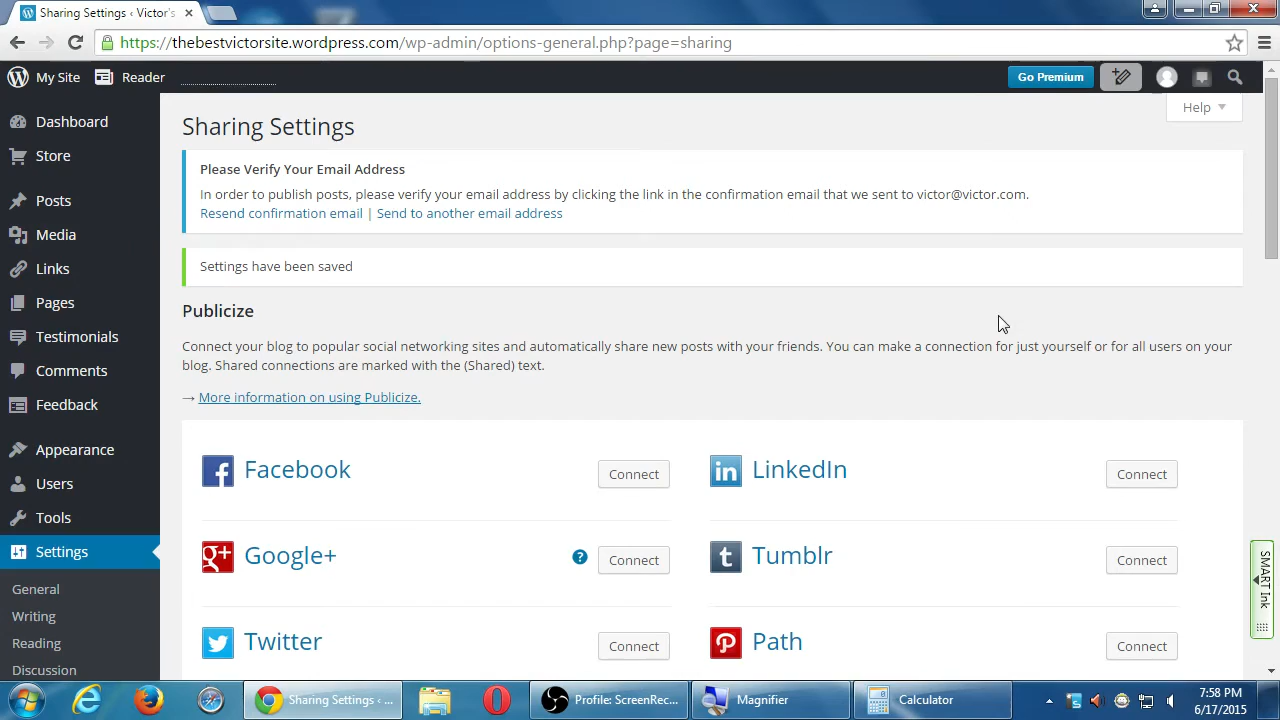 Sharing Settings ‹ Victor's
https://thebestvictorsite.wordpress.com/wp-admin/options-general.php?page=sharing
My Site
Reader
Go Premium
Help
Dashboard
Store
Posts
Media
Links
Pages
Testimonials
Comments
Feedback
Appearance
Users
Tools
Settings
General
Writing
Reading
Discussion
Sharing Settings
Please Verify Your Email Address
In order to publish posts, please verify your email address by clicking the link in the confirmation email that we sent to victor@victor.com.
Resend confirmation email | Send to another email address
Settings have been saved
Publicize
Connect your blog to popular social networking sites and automatically share new posts with your friends. You can make a connection for just yourself or for all users on your
blog. Shared connections are marked with the (Shared) text.
→ More information on using Publicize.
Facebook
Connect
LinkedIn
Connect
Google+
?
Connect
Tumblr
Connect
Twitter
Connect
Path
Connect
SMART Ink
Sharing Settings ‹ ...
Profile: ScreenRec...
Magnifier
Calculator
7:58 PM
6/17/2015